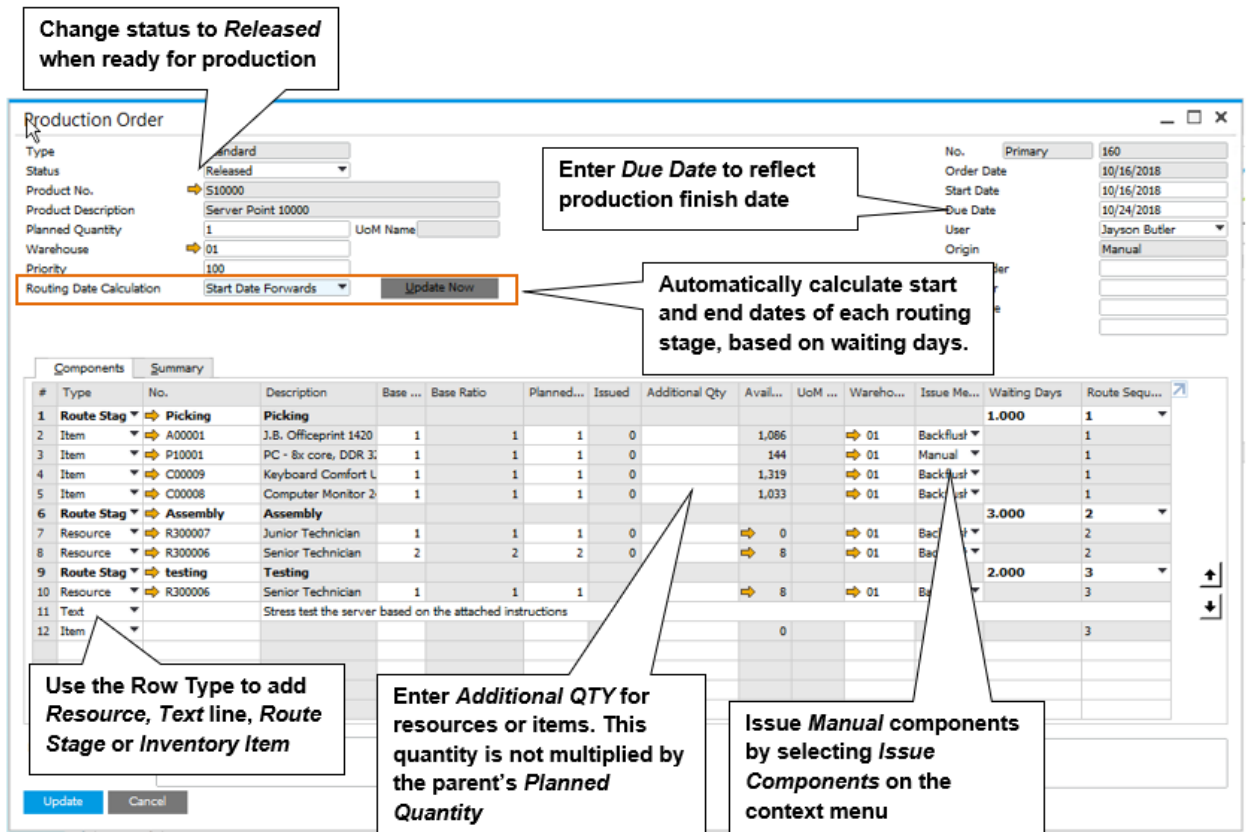 Change status to Released
when ready for production
Production Order
Type
Status Released
Product No. S10000
Product Description Server Point 10000
Planned Quantity 1 UoM Name
Warehouse 01
Priority 100
Routing Date Calculation Start Date Forwards Update Now
Enter Due Date to reflect
production finish date
No. Primary 160
Order Date 10/16/2018
Start Date 10/16/2018
Due Date 10/24/2018
User Jayson Butler
Origin Manual
Automatically calculate start
and end dates of each routing
stage, based on waiting days.
Components Summary
# Type No. Description Base ... Base Ratio Planned... Issued Additional Qty Avail... UoM ... Wareho... Issue Me... Waiting Days Route Sequ...
1 Route Stag Picking Picking 1.000 1
2 Item A00001 J.B. Officeprint 1420 1 1 1 0 1,086 01 Backflush 1
3 Item P10001 PC - 8x core, DDR 32 1 1 1 0 144 01 Manual 1
4 Item C00009 Keyboard Comfort U 1 1 1 0 1,319 01 Backflush 1
5 Item C00008 Computer Monitor 2 1 1 1 0 1,033 01 Backflush 1
6 Route Stag Assembly Assembly 3.000 2
7 Resource R300007 Junior Technician 1 1 1 0 0 01 2
8 Resource R300006 Senior Technician 2 2 2 0 8 01 2
9 Route Stag testing Testing 2.000 3
10 Resource R300006 Senior Technician 1 1 1 8 01 3
11 Text Stress test the server based on the attached instructions
12 Item 0 3
Use the Row Type to add
Resource, Text line, Route
Stage or Inventory Item
Enter Additional QTY for
resources or items. This
quantity is not multiplied by
the parent's Planned
Quantity
Issue Manual components
by selecting Issue
Components on the
context menu
Update Cancel